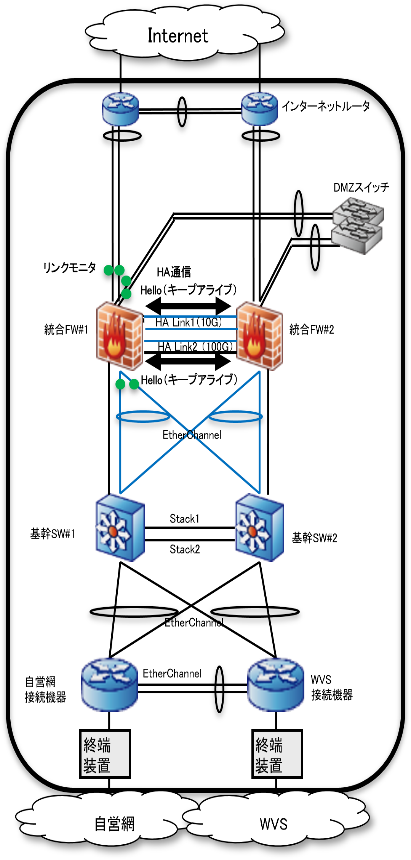 Internet
インターネットルータ
DMZスイッチ
リンクモニタ
HA通信
Hello(キープアライブ)
統合FW#1
HA Link1(10G)
統合FW#2
HA Link2 (100G)
Hello(キープアライブ)
EtherChannel
基幹SW#1
Stack1
Stack2
基幹SW#2
EtherChannel
自営網
接続機器
EtherChannel
WVS
接続機器
終端
装置
終端
装置
自営網
WVS